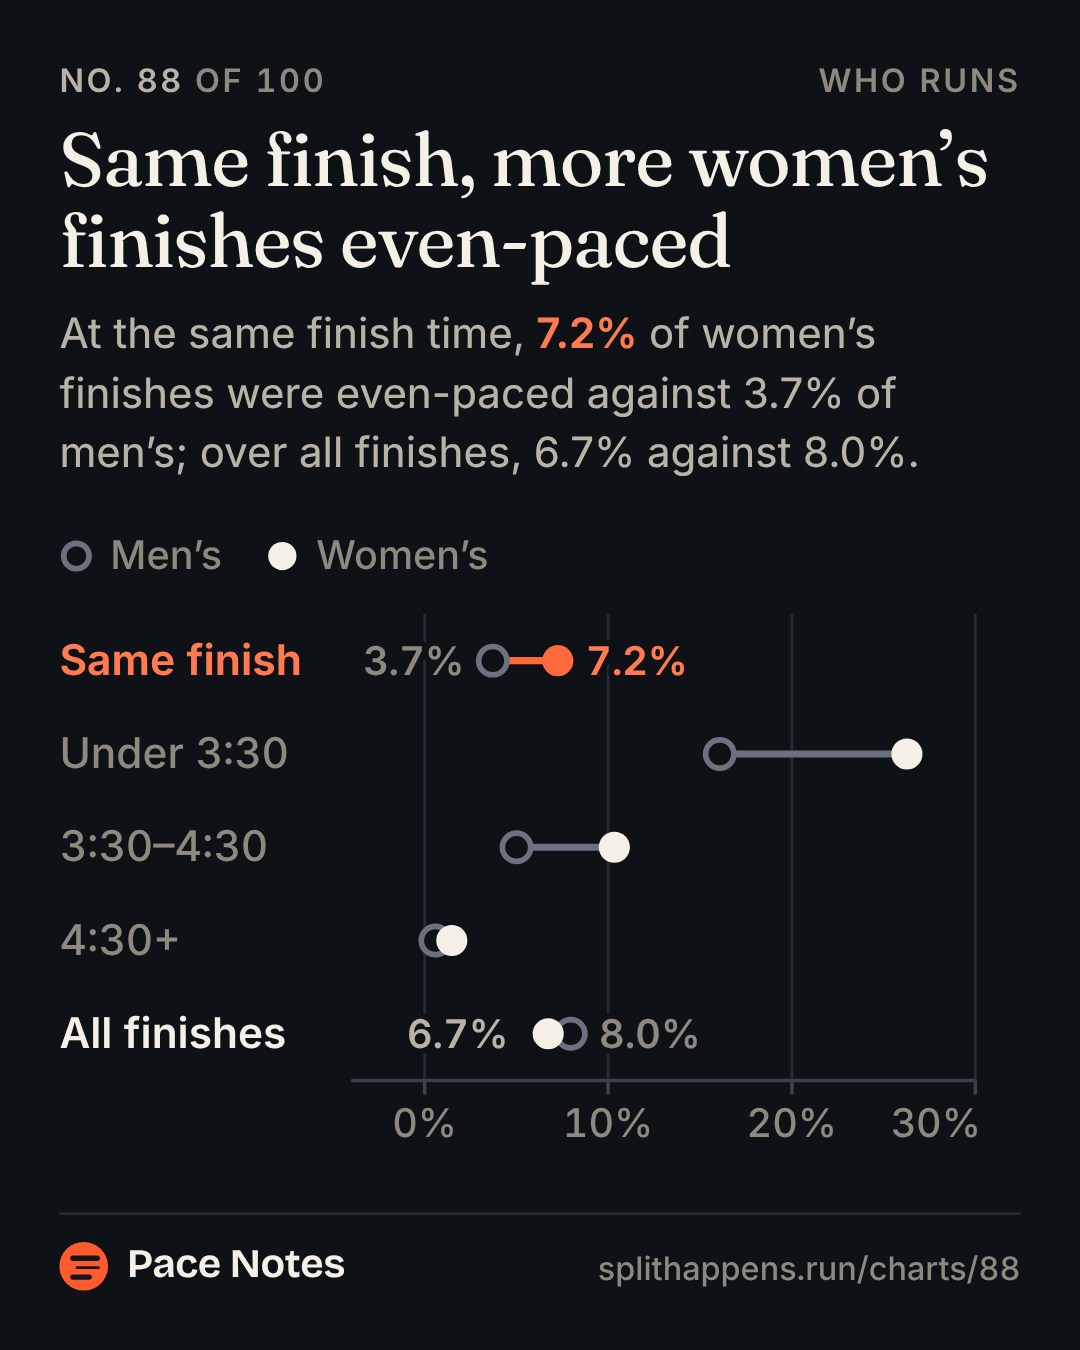 NO. 88 OF 100
WHO RUNS
Same finish, more women’s
finishes even-paced
At the same finish time, 7.2% of women’s
finishes were even-paced against 3.7% of
men’s; over all finishes, 6.7% against 8.0%.
Men’s
Women’s
Same finish 3.7% 7.2%
Under 3:30
3:30–4:30
4:30+
All finishes 6.7% 8.0%
0% 10% 20% 30%
Pace Notes
splithappens.run/charts/88